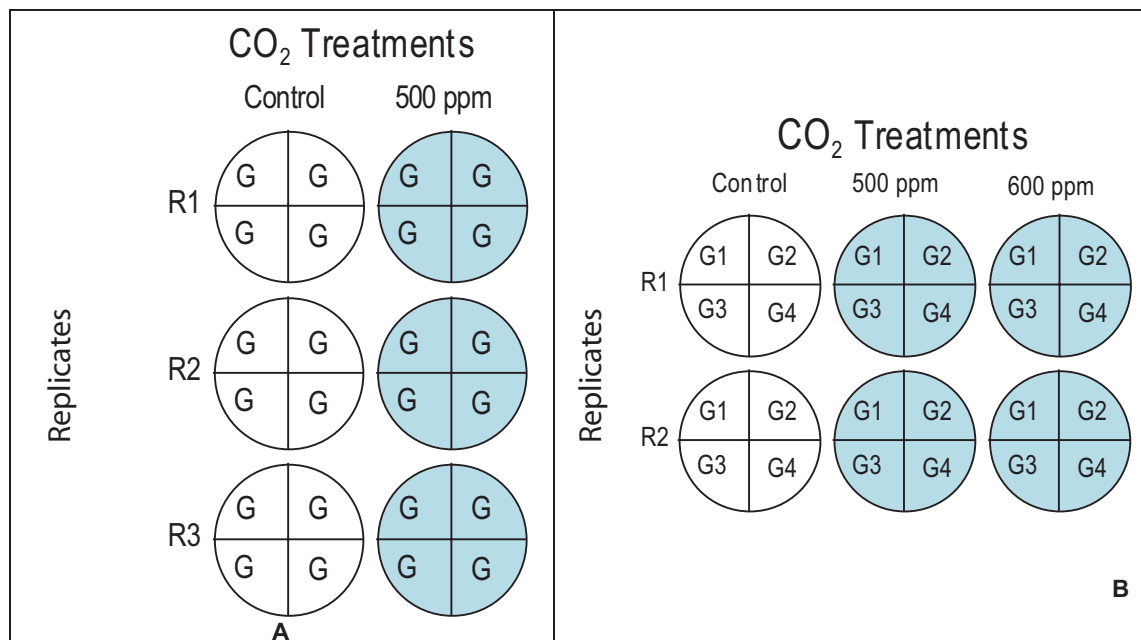 CO₂ Treatments
Control 500 ppm
R1
G G G G
G G G G
Replicates
R2
G G G G
G G G G
R3
G G G G
G G G G
A
CO₂ Treatments
Control 500 ppm 600 ppm
R1
G1 G2 G1 G2 G1 G2
G3 G4 G3 G4 G3 G4
Replicates
R2
G1 G2 G1 G2 G1 G2
G3 G4 G3 G4 G3 G4
B